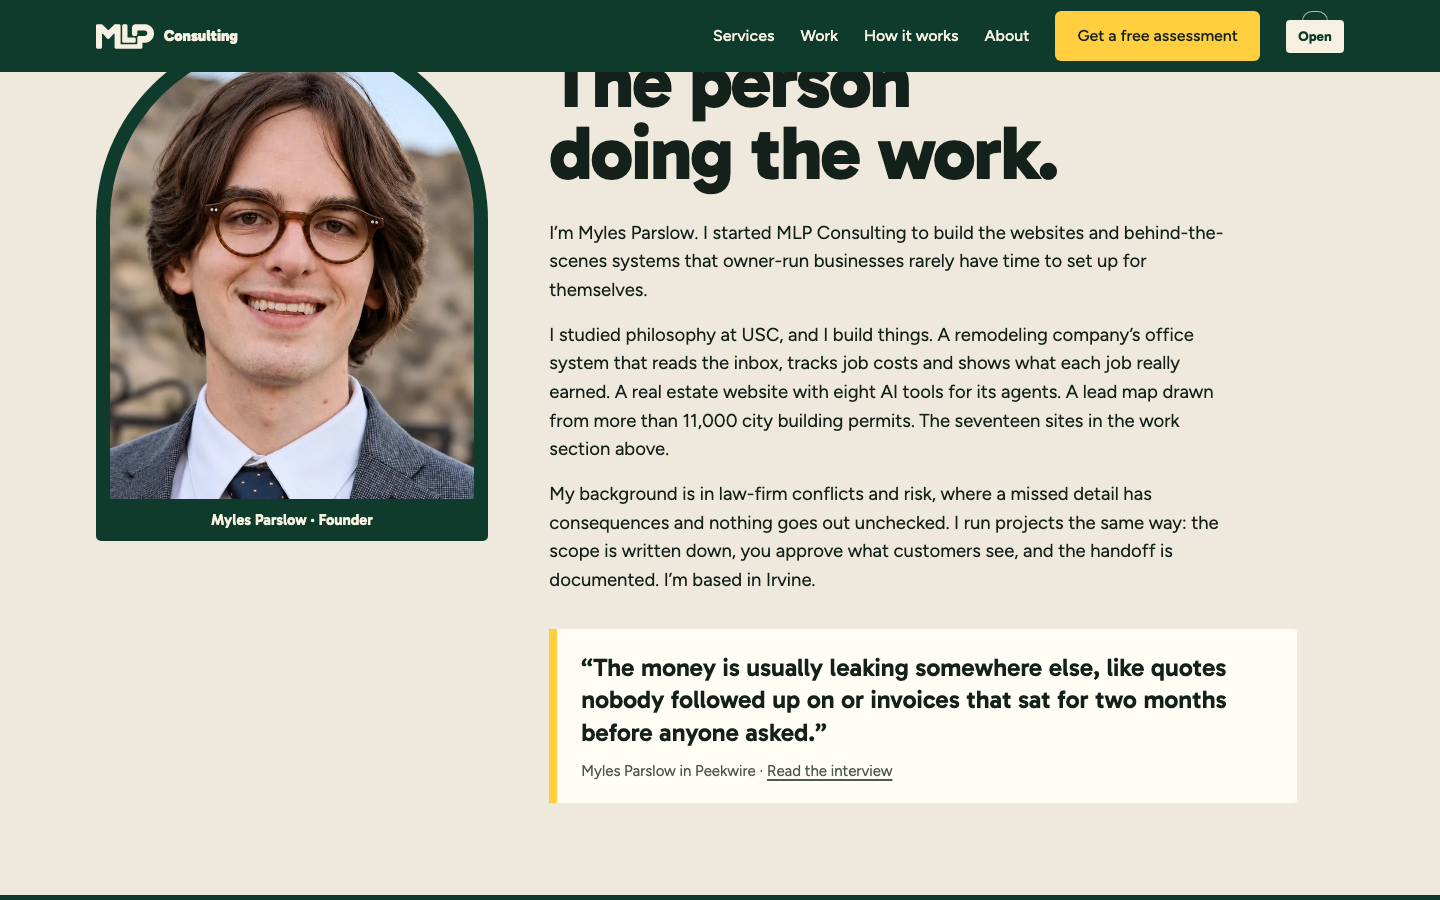 MLP Consulting
Services
Work
How it works
About
Get a free assessment
Open
The person
doing the work.
I’m Myles Parslow. I started MLP Consulting to build the websites and behind-the-
scenes systems that owner-run businesses rarely have time to set up for
themselves.
I studied philosophy at USC, and I build things. A remodeling company’s office
system that reads the inbox, tracks job costs and shows what each job really
earned. A real estate website with eight AI tools for its agents. A lead map drawn
from more than 11,000 city building permits. The seventeen sites in the work
section above.
My background is in law-firm conflicts and risk, where a missed detail has
consequences and nothing goes out unchecked. I run projects the same way: the
scope is written down, you approve what customers see, and the handoff is
documented. I’m based in Irvine.
Myles Parslow · Founder
“The money is usually leaking somewhere else, like quotes
nobody followed up on or invoices that sat for two months
before anyone asked.”
Myles Parslow in Peekwire · Read the interview